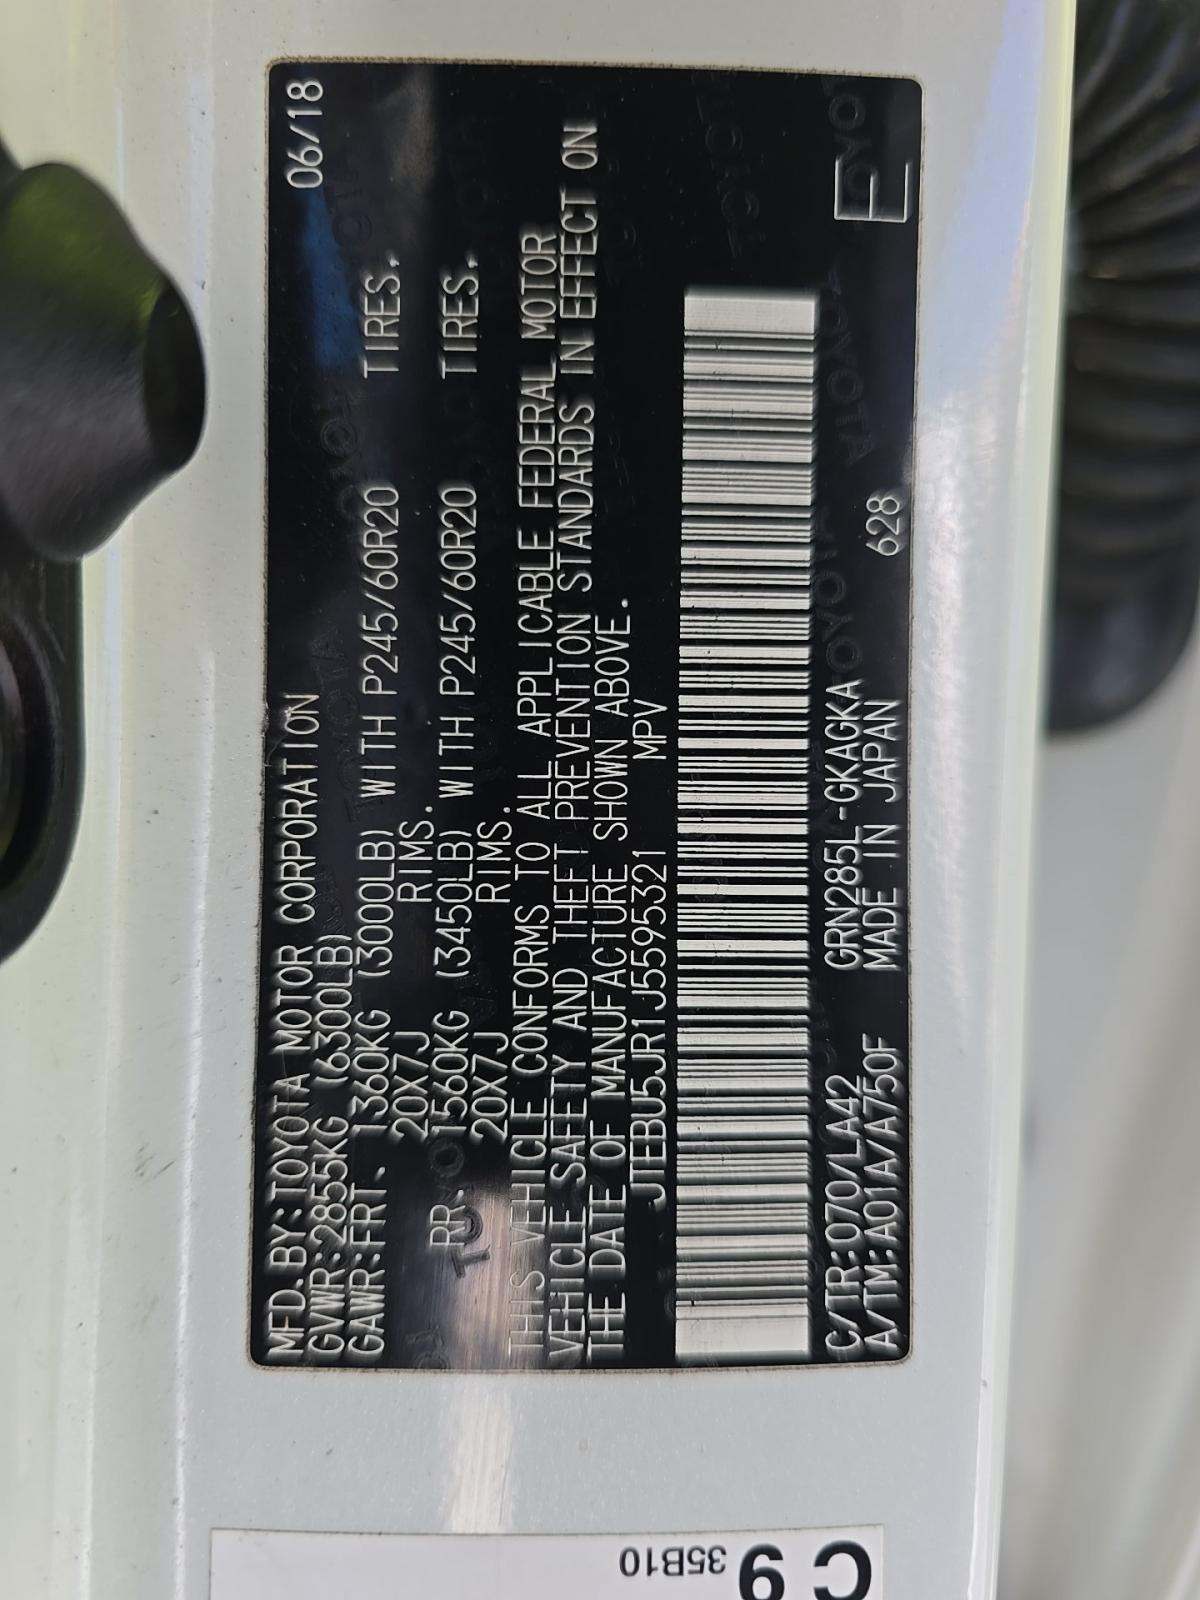 MFD.BY:TOYOTA MOTOR CORPORATION 06/18
GVWR:2855KG (6300LB)
GAWR:FRT. 1360KG (3000LB) WITH P245/60R20 TIRES,
20X7J RIMS.
RR. 1560KG (3450LB) WITH P245/60R20 TIRES,
20X7J RIMS.
THIS VEHICLE CONFORMS TO ALL APPLICABLE FEDERAL MOTOR
VEHICLE SAFETY AND THEFT PREVENTION STANDARDS IN EFFECT ON
THE DATE OF MANUFACTURE SHOWN ABOVE.
JTEBU5JR1J5595321 MPV
C/TR:070/LA42 GRN285L-GKAGKA
A/TM:A01A/A750F MADE IN JAPAN 628
E
C 9
35B10